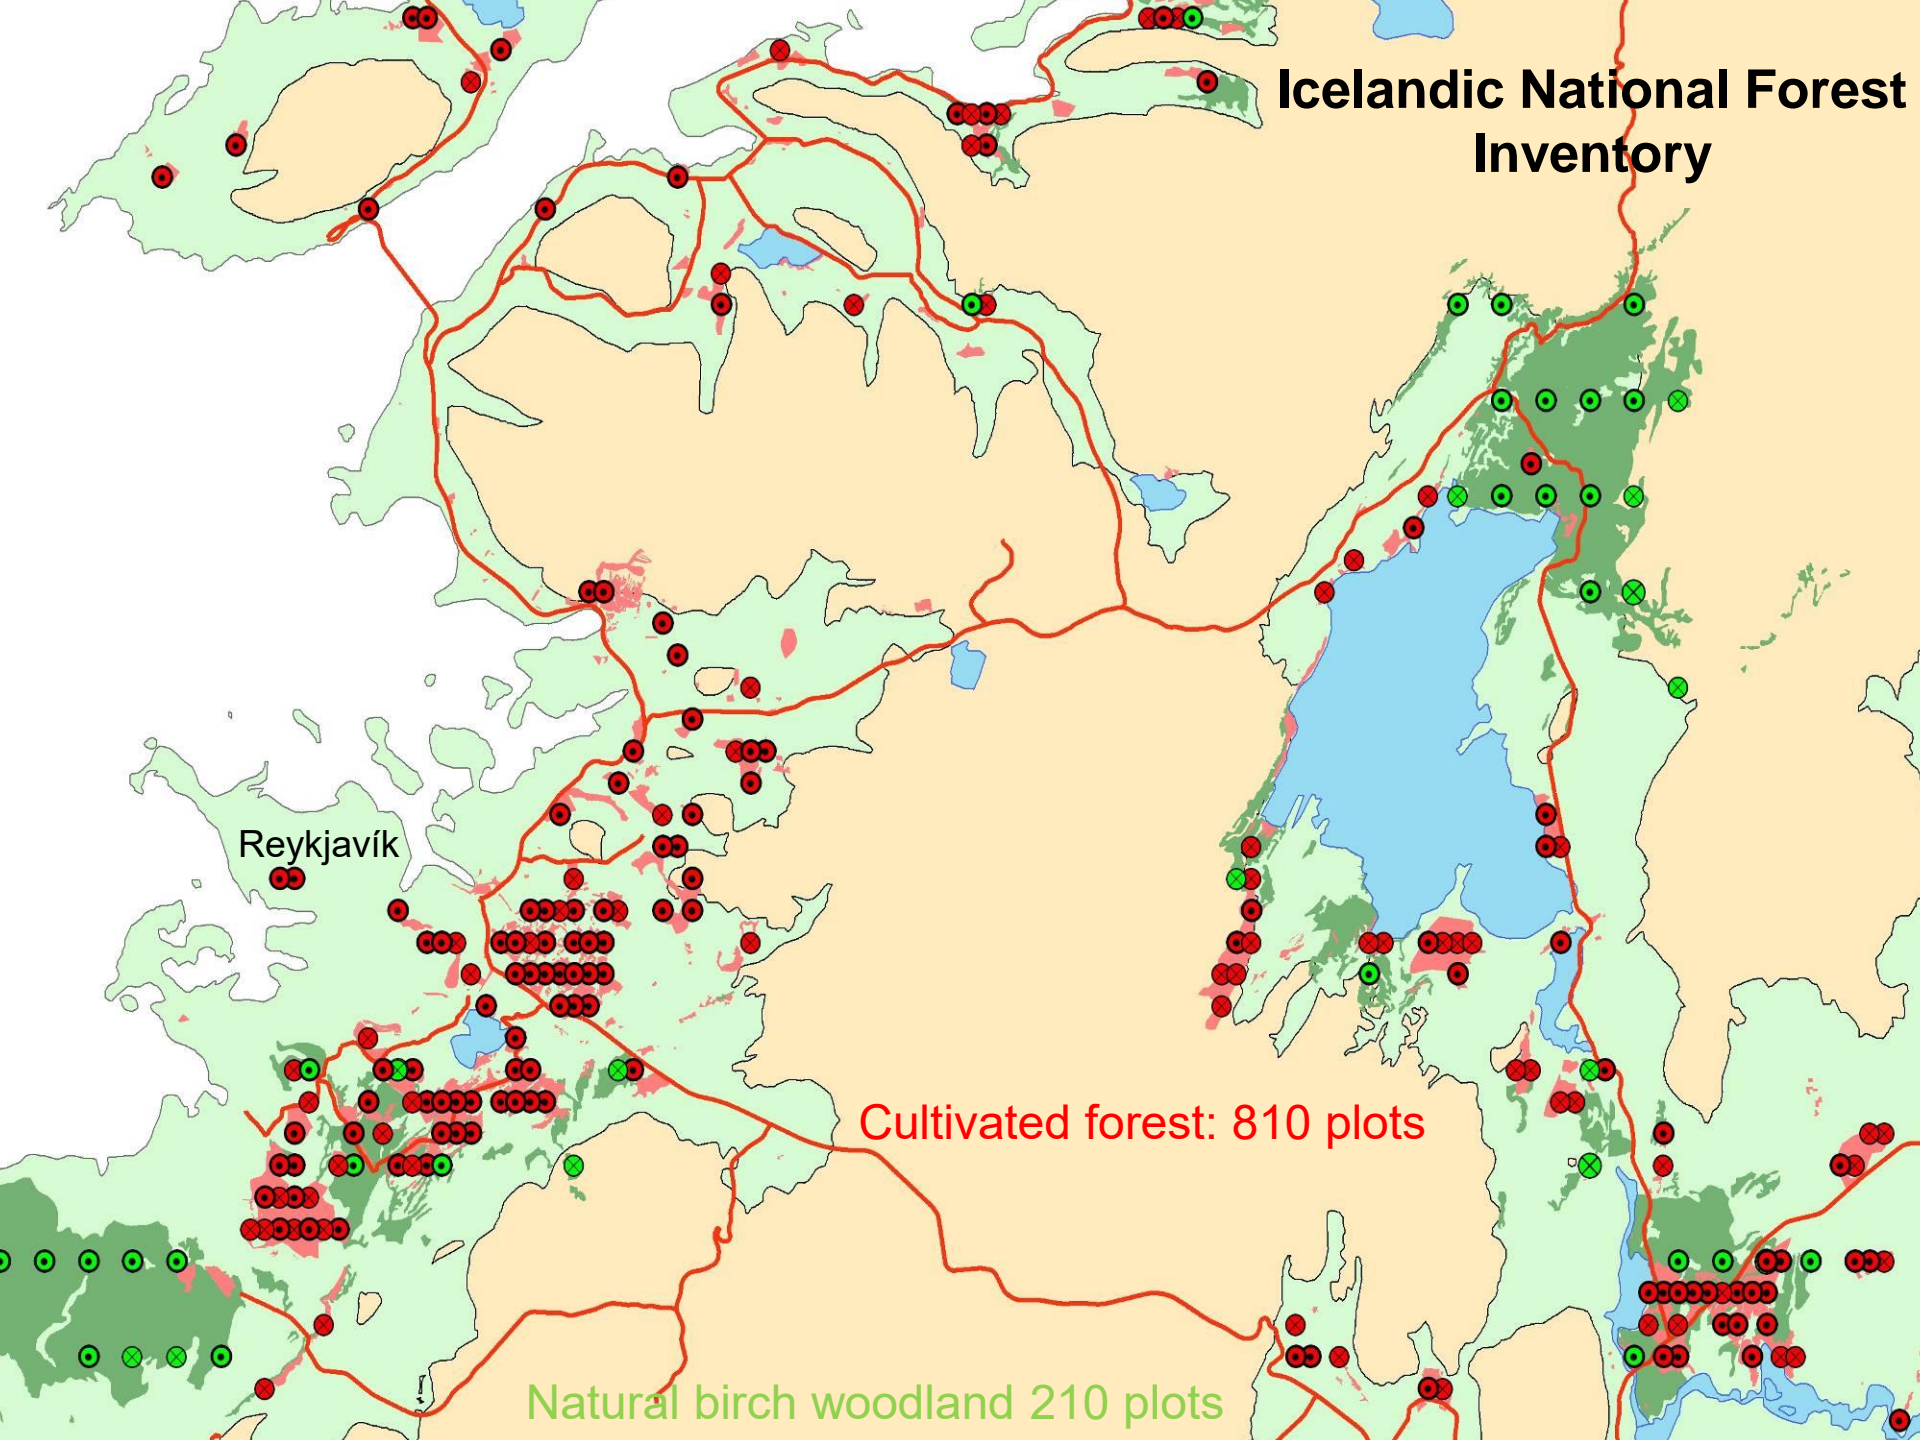 Icelandic National Forest
Inventory
Reykjavík
Cultivated forest: 810 plots
Natural birch woodland 210 plots